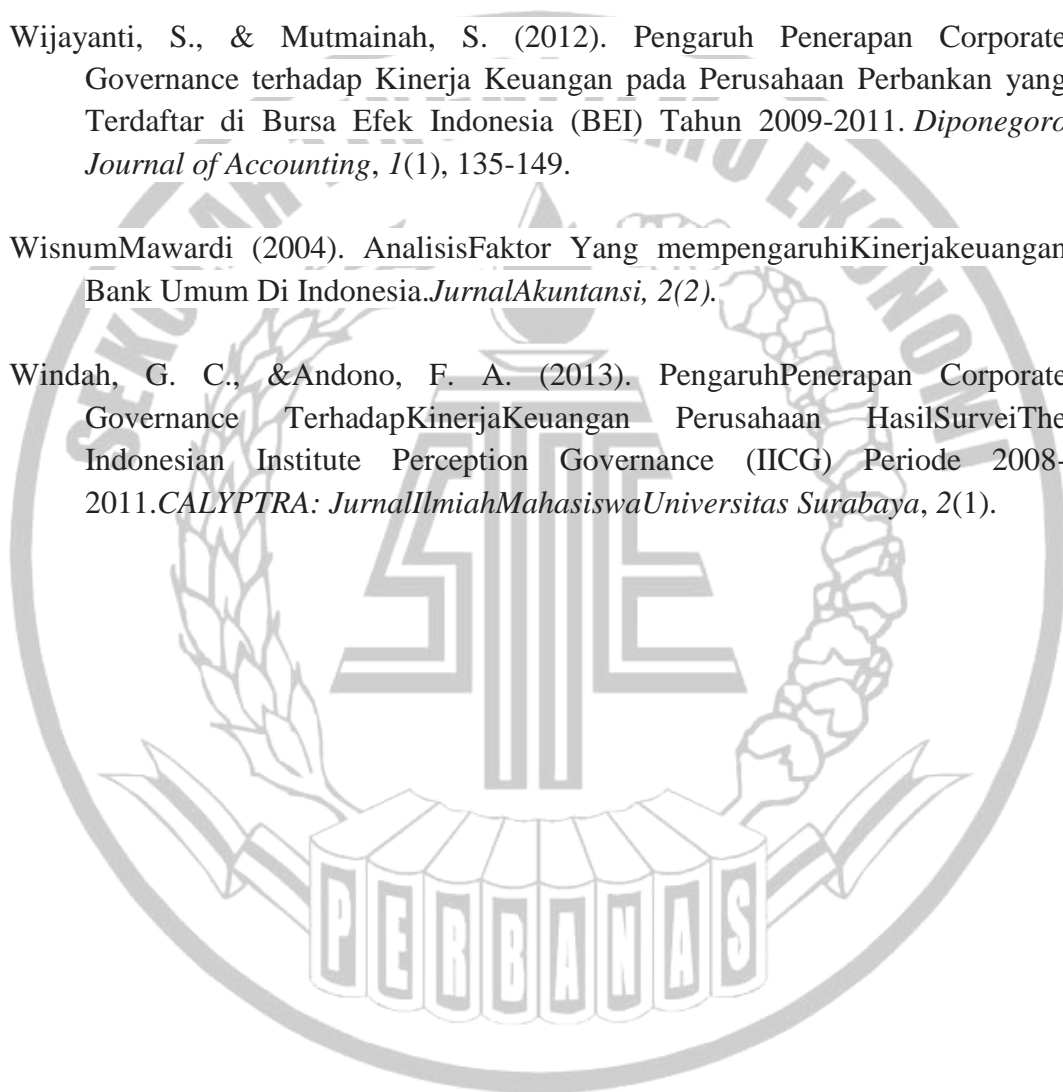 Wijayanti, S., & Mutmainah, S. (2012). Pengaruh Penerapan Corporate
Governance terhadap Kinerja Keuangan pada Perusahaan Perbankan yang
Terdaftar di Bursa Efek Indonesia (BEI) Tahun 2009-2011. Diponegoro
Journal of Accounting, 1(1), 135-149.
WisnumMawardi (2004). AnalisisFaktor Yang mempengaruhiKinerjakeuangan
Bank Umum Di Indonesia.JurnalAkuntansi, 2(2).
Windah, G. C., &Andono, F. A. (2013). PengaruhPenerapan Corporate
Governance TerhadapKinerjaKeuangan Perusahaan HasilSurveiThe
Indonesian Institute Perception Governance (IICG) Periode 2008-
2011.CALYPTRA: JurnalIlmiahMahasiswaUniversitas Surabaya, 2(1).
EKONOMI
STIE
PERBANAS